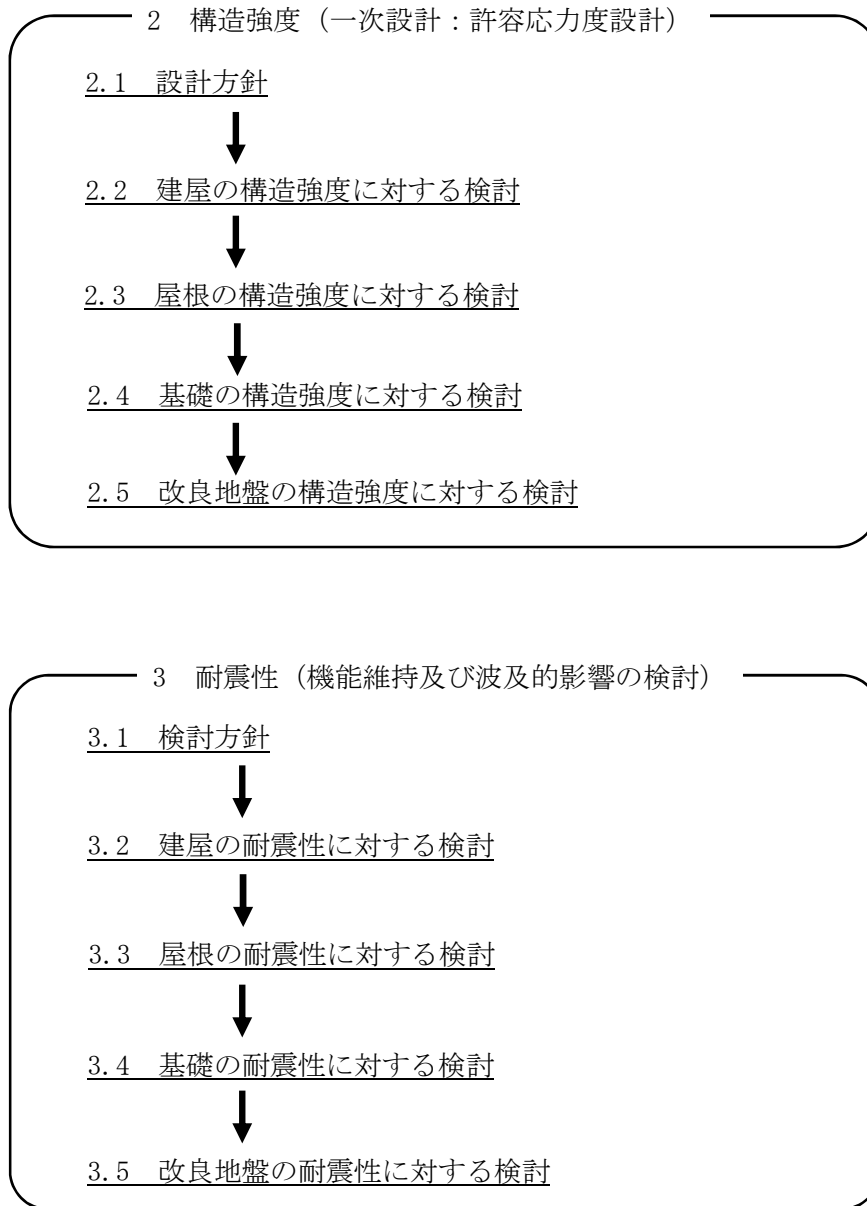 2　構造強度（一次設計：許容応力度設計）
2.1　設計方針
2.2　建屋の構造強度に対する検討
2.3　屋根の構造強度に対する検討
2.4　基礎の構造強度に対する検討
2.5　改良地盤の構造強度に対する検討
3　耐震性（機能維持及び波及的影響の検討）
3.1　検討方針
3.2　建屋の耐震性に対する検討
3.3　屋根の耐震性に対する検討
3.4　基礎の耐震性に対する検討
3.5　改良地盤の耐震性に対する検討